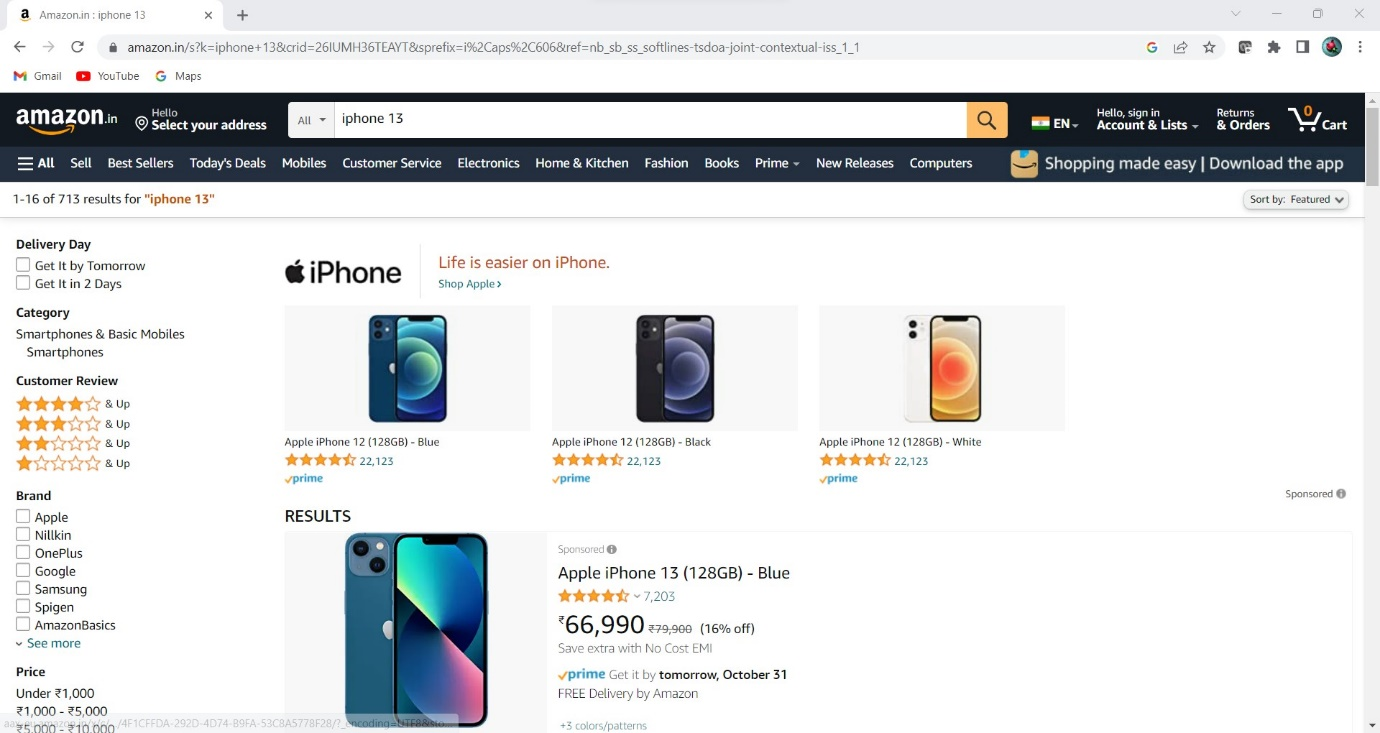 Amazon.in : iphone 13
amazon.in/s?k=iphone+13&crid=26IUMH36TEAYT&sprefix=i%2Caps%2C606&ref=nb_sb_ss_softlines-tsdoa-joint-contextual-iss_1_1
Gmail YouTube Maps
amazon.in Hello Select your address All iphone 13 EN Hello, sign in Account & Lists Returns & Orders 0 Cart
All Sell Best Sellers Today's Deals Mobiles Customer Service Electronics Home & Kitchen Fashion Books Prime New Releases Computers Shopping made easy | Download the app
1-16 of 713 results for "iphone 13" Sort by: Featured
Delivery Day
Get It by Tomorrow
Get It in 2 Days
Category
Smartphones & Basic Mobiles
Smartphones
Customer Review
& Up
& Up
& Up
& Up
Brand
Apple
Nillkin
OnePlus
Google
Samsung
Spigen
AmazonBasics
See more
Price
Under ₹1,000
₹1,000 - ₹5,000
₹5,000 - ₹10,000
iPhone
Life is easier on iPhone.
Shop Apple ›
Apple iPhone 12 (128GB) - Blue
22,123
prime
Apple iPhone 12 (128GB) - Black
22,123
prime
Apple iPhone 12 (128GB) - White
22,123
prime
Sponsored
RESULTS
Sponsored
Apple iPhone 13 (128GB) - Blue
7,203
₹66,990 ₹79,900 (16% off)
Save extra with No Cost EMI
prime Get it by tomorrow, October 31
FREE Delivery by Amazon
+3 colors/patterns